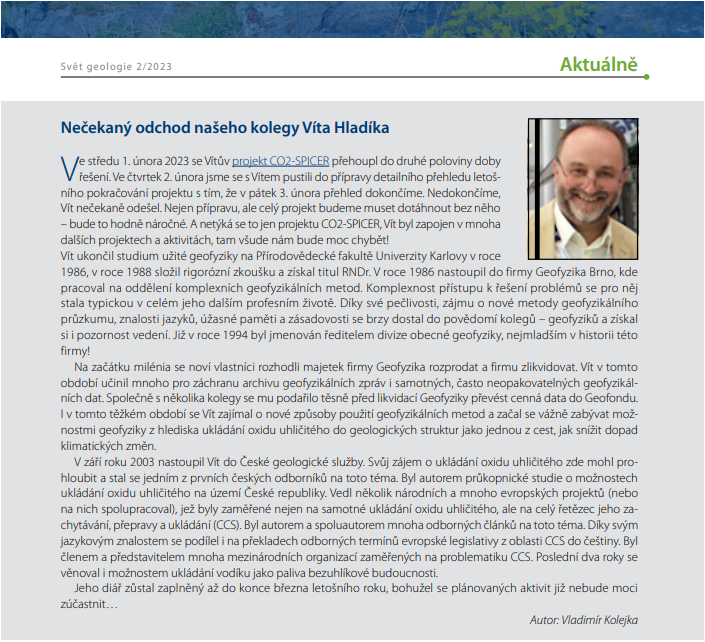 Svět geologie 2/2023
Aktuálně
Nečekaný odchod našeho kolegy Víta Hladíka
Ve středu 1. února 2023 se Vítův projekt CO2-SPICER přehoupl do druhé poloviny doby
řešení. Ve čtvrtek 2. února jsme se s Vítem pustili do přípravy detailního přehledu letoš-
ního pokračování projektu s tím, že v pátek 3. února přehled dokončíme. Nedokončíme,
Vít nečekaně odešel. Nejen přípravu, ale celý projekt budeme muset dotáhnout bez něho
– bude to hodně náročné. A netýká se to jen projektu CO2-SPICER, Vít byl zapojen v mnoha
dalších projektech a aktivitách, tam všude nám bude moc chybět!
Vít ukončil studium užité geofyziky na Přírodovědecké fakultě Univerzity Karlovy v roce
1986, v roce 1988 složil rigorózní zkoušku a získal titul RNDr. V roce 1986 nastoupil do firmy Geofyzika Brno, kde
pracoval na oddělení komplexních geofyzikálních metod. Komplexnost přístupu k řešení problémů se pro něj
stala typickou v celém jeho dalším profesním životě. Díky své pečlivosti, zájmu o nové metody geofyzikálního
průzkumu, znalosti jazyků, úžasné paměti a zásadovosti se brzy dostal do povědomí kolegů – geofyziků a získal
si i pozornost vedení. Již v roce 1994 byl jmenován ředitelem divize obecné geofyziky, nejmladším v historii této
firmy!
Na začátku milénia se noví vlastníci rozhodli majetek firmy Geofyzika rozprodat a firmu zlikvidovat. Vít v tomto
období učinil mnoho pro záchranu archivu geofyzikálních zpráv i samotných, často neopakovatelných geofyzikál-
ních dat. Společně s několika kolegy se mu podařilo těsně před likvidací Geofyziky převést cenná data do Geofondu.
I v tomto těžkém období se Vít zajímal o nové způsoby použití geofyzikálních metod a začal se vážně zabývat mož-
nostmi geofyziky z hlediska ukládání oxidu uhličitého do geologických struktur jako jednou z cest, jak snížit dopad
klimatických změn.
V září roku 2003 nastoupil Vít do České geologické služby. Svůj zájem o ukládání oxidu uhličitého zde mohl pro-
hloubit a stal se jedním z prvních českých odborníků na toto téma. Byl autorem průkopnické studie o možnostech
ukládání oxidu uhličitého na území České republiky. Vedl několik národních a mnoho evropských projektů (nebo
na nich spolupracoval), jež byly zaměřené nejen na samotné ukládání oxidu uhličitého, ale na celý řetězec jeho za-
chytávání, přepravy a ukládání (CCS). Byl autorem a spoluautorem mnoha odborných článků na toto téma. Díky svým
jazykovým znalostem se podílel i na překladech odborných termínů evropské legislativy z oblasti CCS do češtiny. Byl
členem a představitelem mnoha mezinárodních organizací zaměřených na problematiku CCS. Poslední dva roky se
věnoval i možnostem ukládání vodíku jako paliva bezuhlíkové budoucnosti.
Jeho diář zůstal zaplněný až do konce března letošního roku, bohužel se plánovaných aktivit již nebude moci
zúčastnit…
Autor: Vladimír Kolejka